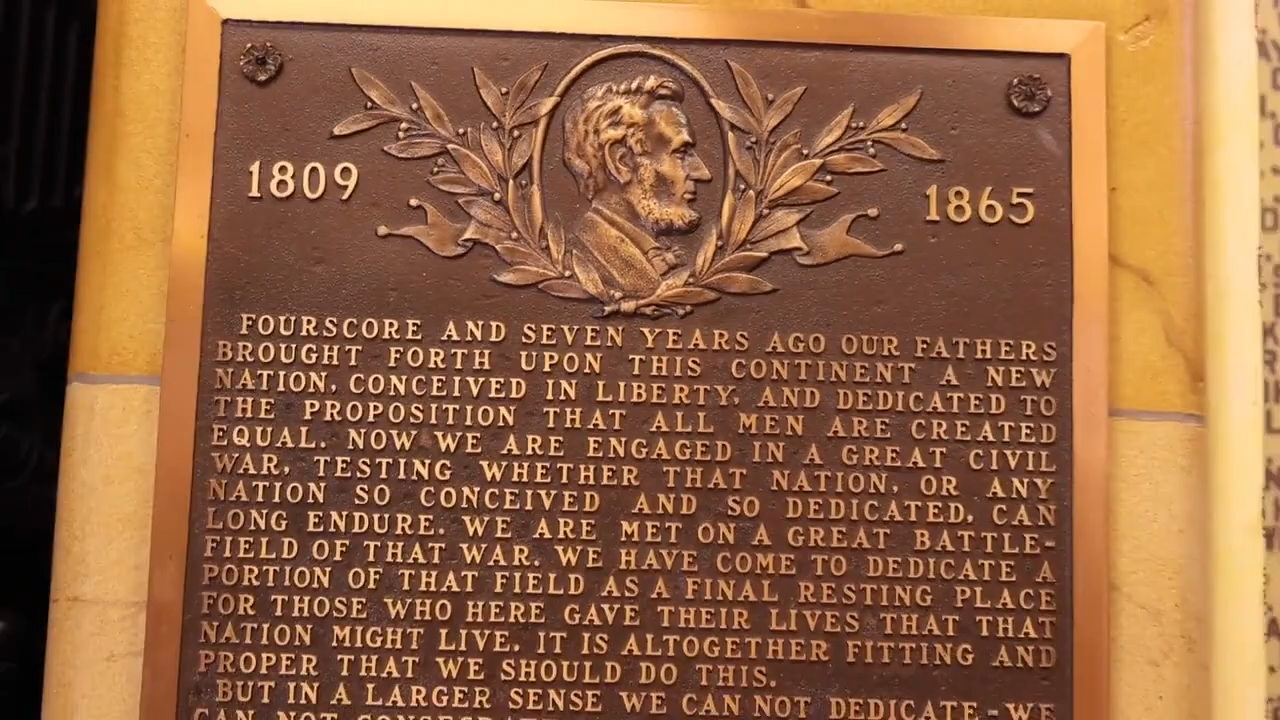 1809
1865
FOURSCORE AND SEVEN YEARS AGO OUR FATHERS
BROUGHT FORTH UPON THIS CONTINENT A NEW
NATION, CONCEIVED IN LIBERTY, AND DEDICATED TO
THE PROPOSITION THAT ALL MEN ARE CREATED
EQUAL. NOW WE ARE ENGAGED IN A GREAT CIVIL
WAR, TESTING WHETHER THAT NATION, OR ANY
NATION SO CONCEIVED AND SO DEDICATED, CAN
LONG ENDURE. WE ARE MET ON A GREAT BATTLE-
FIELD OF THAT WAR. WE HAVE COME TO DEDICATE A
PORTION OF THAT FIELD AS A FINAL RESTING PLACE
FOR THOSE WHO HERE GAVE THEIR LIVES THAT THAT
NATION MIGHT LIVE. IT IS ALTOGETHER FITTING AND
PROPER THAT WE SHOULD DO THIS.
BUT IN A LARGER SENSE WE CAN NOT DEDICATE-WE
CAN NOT